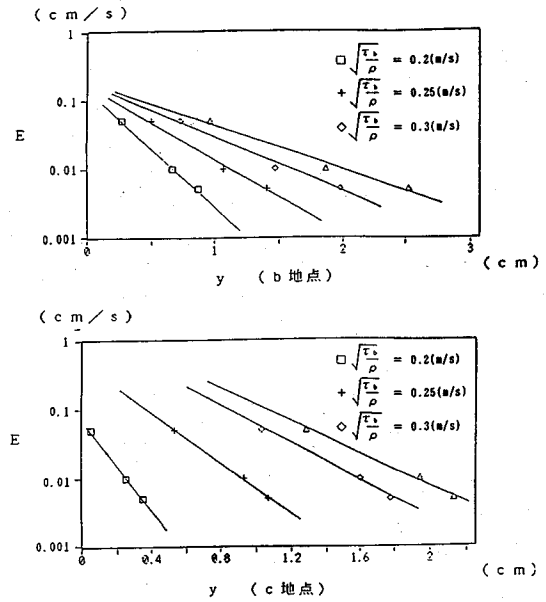 (cm/s)
1
0.1
E
0.01
0.001
□ √τb/ρ = 0.2(m/s)
+ √τb/ρ = 0.25(m/s)
◇ √τb/ρ = 0.3(m/s)
0 1 2 3
(cm)
y (b地点)
(cm/s)
1
0.1
E
0.01
0.001
□ √τb/ρ = 0.2(m/s)
+ √τb/ρ = 0.25(m/s)
◇ √τb/ρ = 0.3(m/s)
0 0.4 0.8 1.2 1.6 2
(cm)
y (c地点)